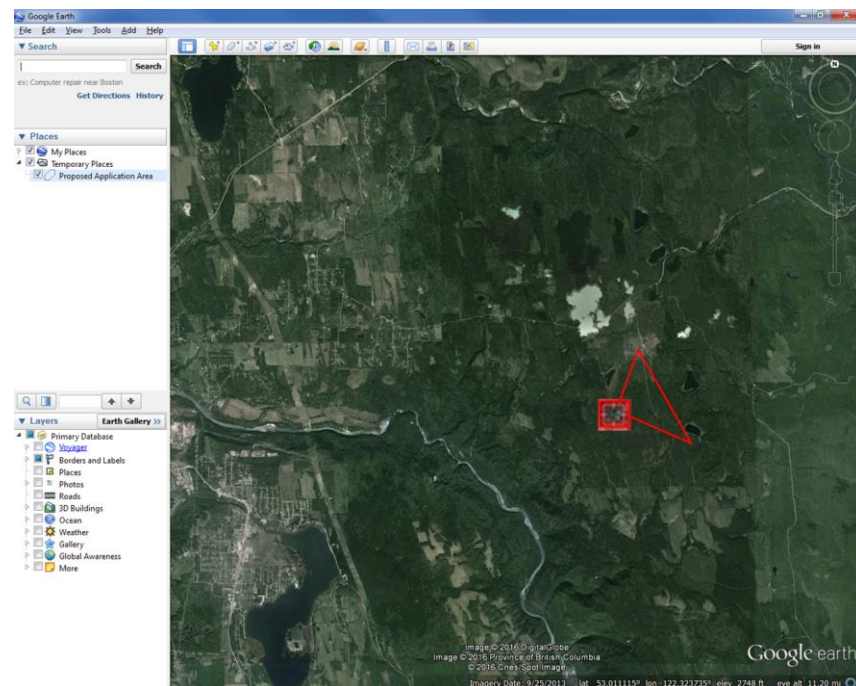 Google Earth
File Edit View Tools Add Help
Search
Search
ex: Computer repair near Boston
Get Directions History
Places
My Places
Temporary Places
Proposed Application Area
Layers
Earth Gallery >>
Primary Database
Voyager
Borders and Labels
Places
Photos
Roads
3D Buildings
Ocean
Weather
Gallery
Global Awareness
More
Sign in
N
Image © 2016 DigitalGlobe
Image © 2016 Province of British Columbia
© 2016 Cnes/Spot Image
Google earth
Imagery Date: 9/25/2013 lat 53.011115° lon -122.323735° elev 2748 ft eye alt 11.20 mi